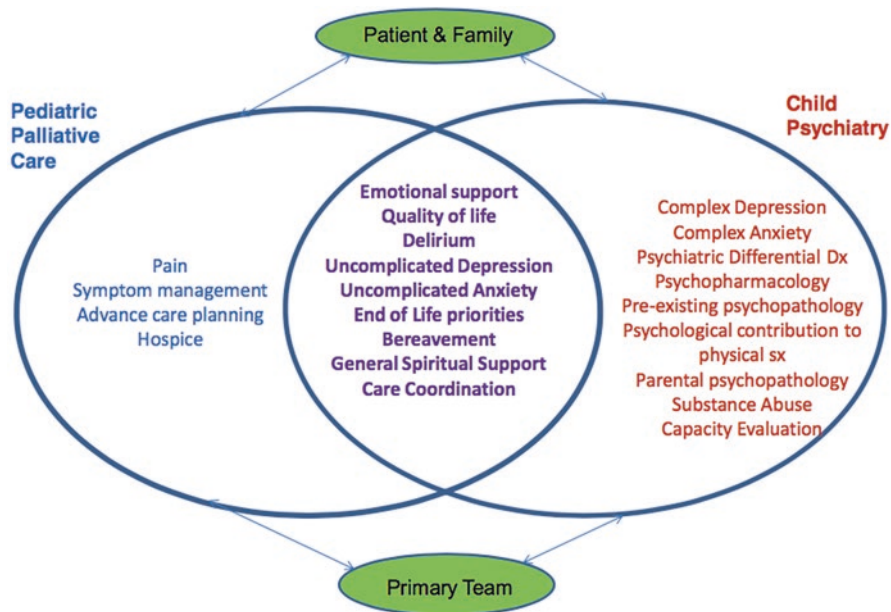 Patient & Family
Pediatric
Palliative
Care
Child
Psychiatry
Pain
Symptom management
Advance care planning
Hospice
Emotional support
Quality of life
Delirium
Uncomplicated Depression
Uncomplicated Anxiety
End of Life priorities
Bereavement
General Spiritual Support
Care Coordination
Complex Depression
Complex Anxiety
Psychiatric Differential Dx
Psychopharmacology
Pre-existing psychopathology
Psychological contribution to
physical sx
Parental psychopathology
Substance Abuse
Capacity Evaluation
Primary Team